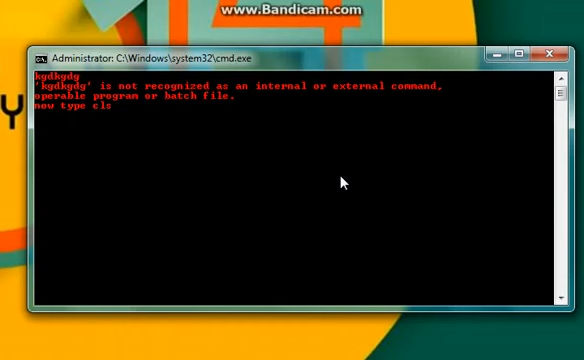 www.Bandicam.com
Administrator: C:\Windows\system32\cmd.exe
kgdkgdg
'kgdkgdg' is not recognized as an internal or external command,
operable program or batch file.
now type cls
Y